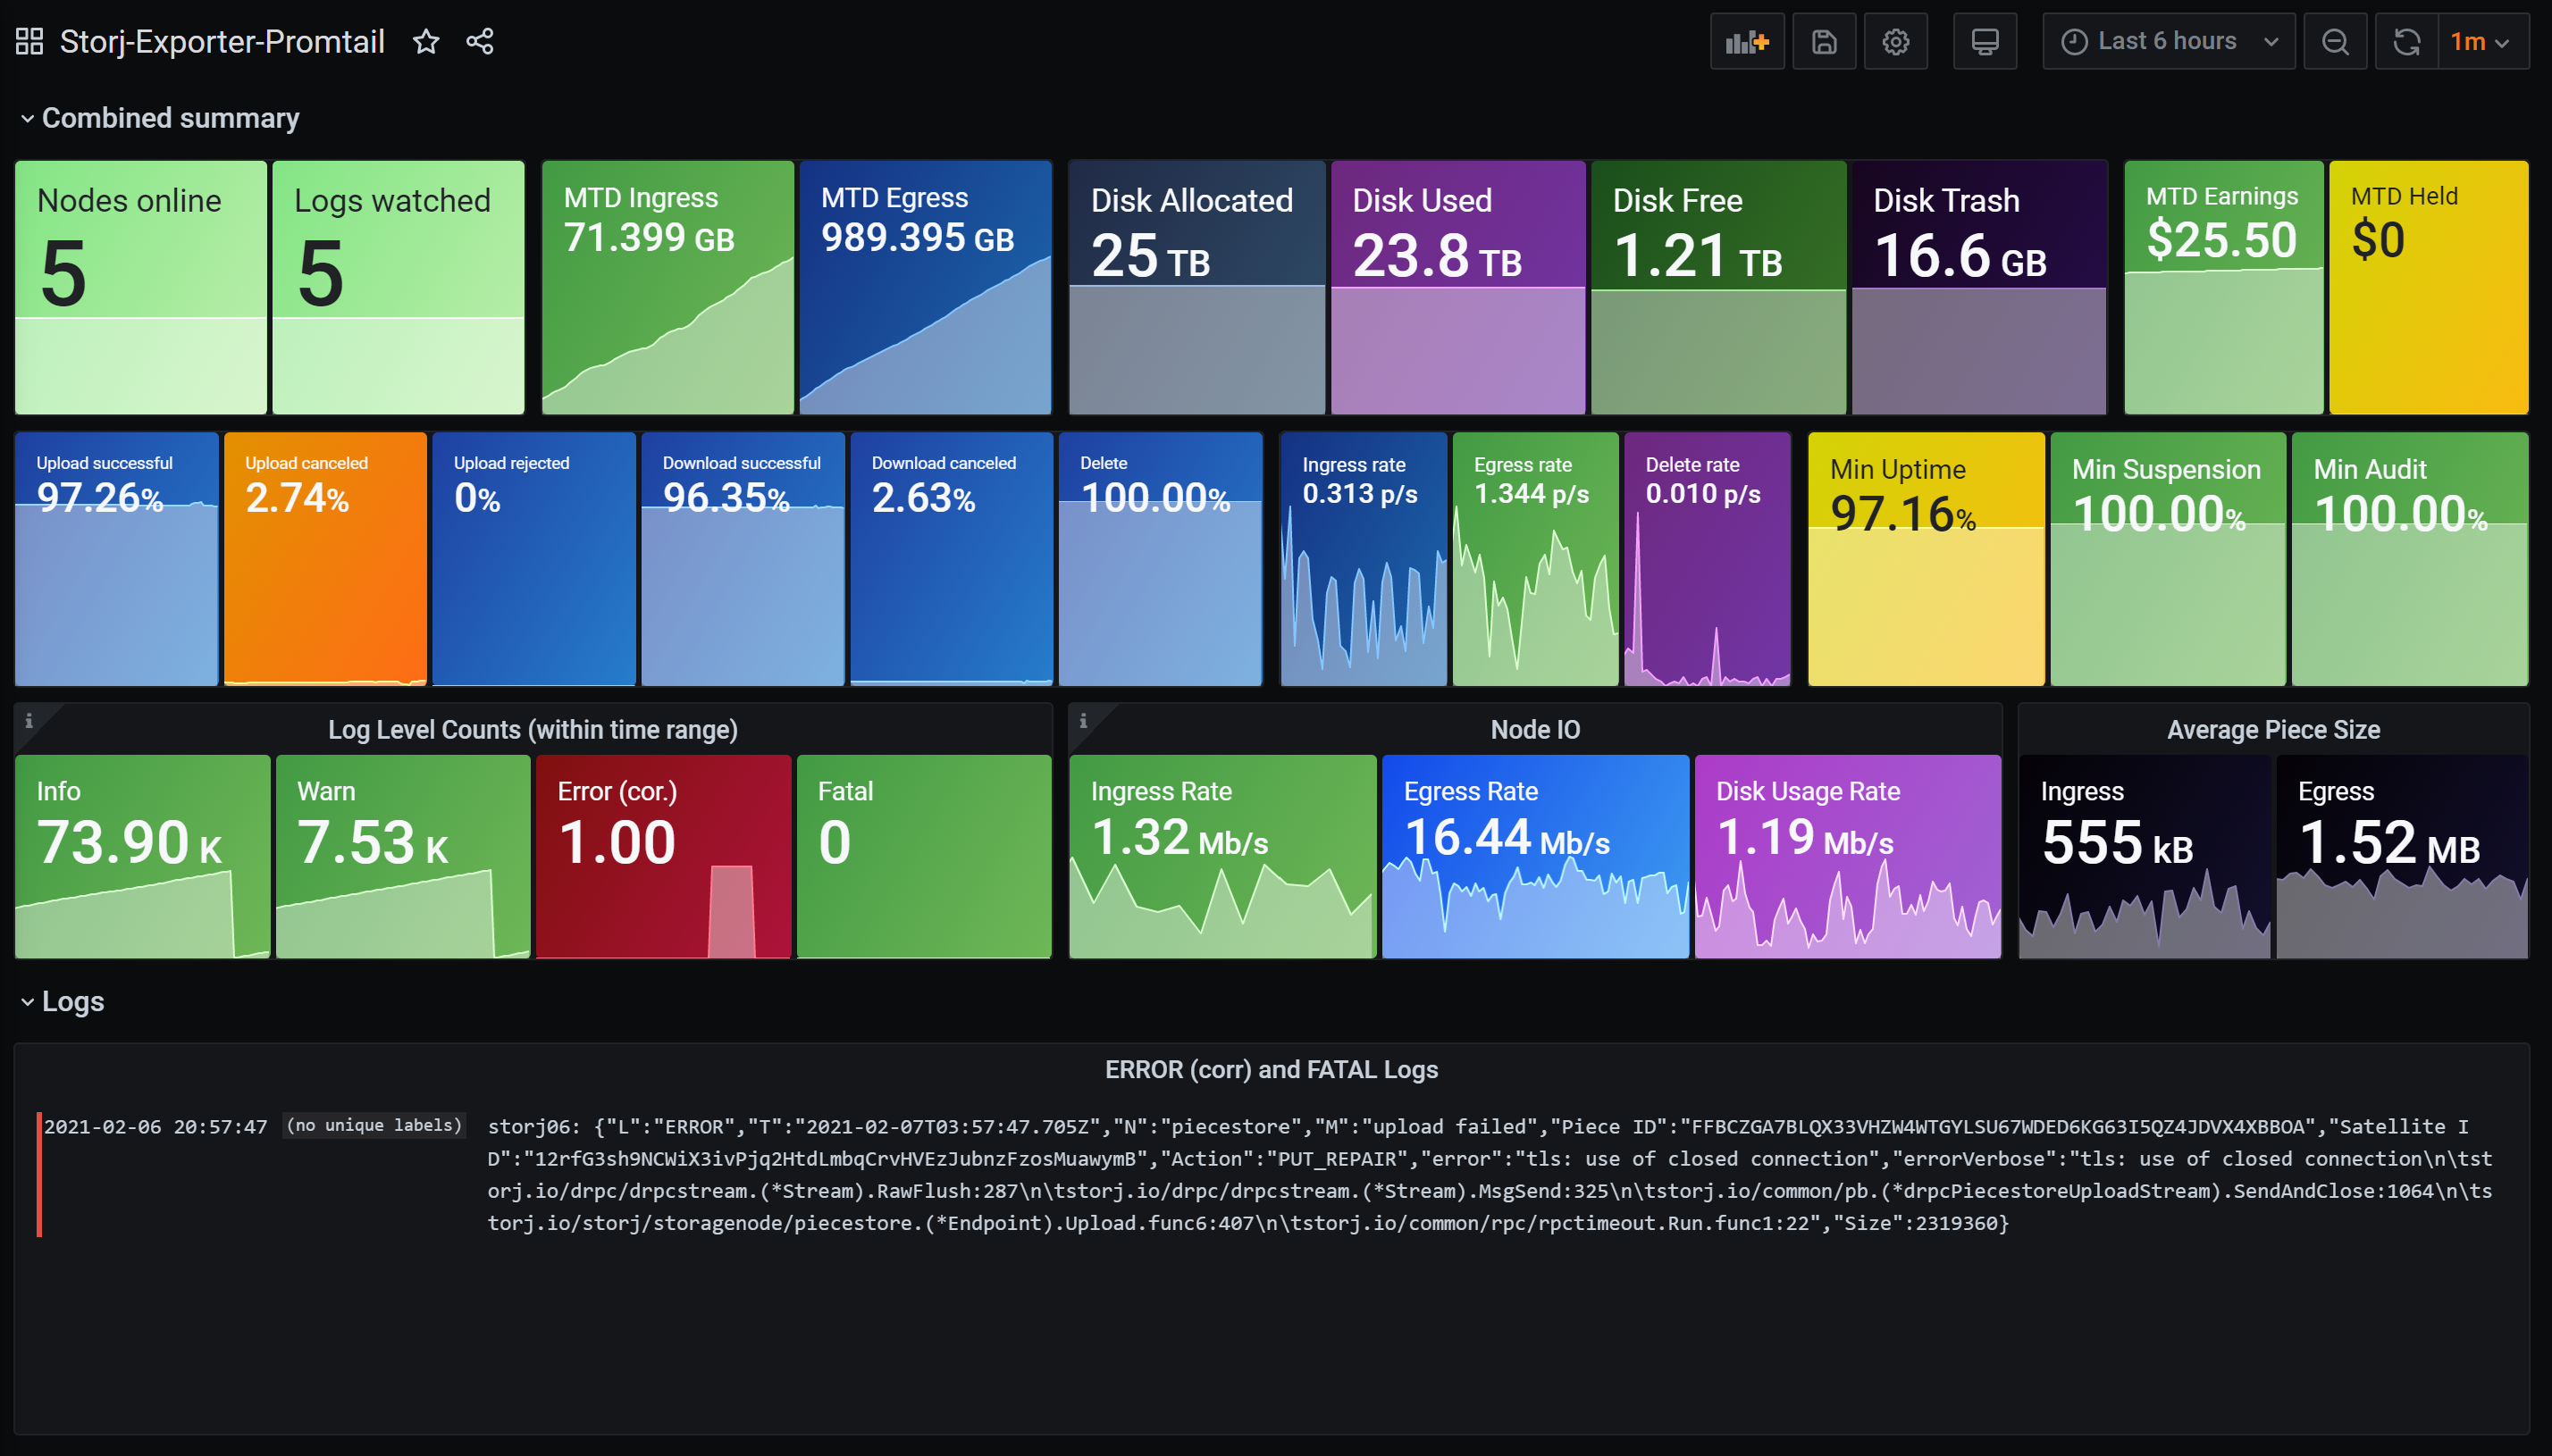 Storj-Exporter-Promtail
Last 6 hours
1m
Combined summary
Nodes online
5
Logs watched
5
MTD Ingress
71.399 GB
MTD Egress
989.395 GB
Disk Allocated
25 TB
Disk Used
23.8 TB
Disk Free
1.21 TB
Disk Trash
16.6 GB
MTD Earnings
$25.50
MTD Held
$0
Upload successful
97.26%
Upload canceled
2.74%
Upload rejected
0%
Download successful
96.35%
Download canceled
2.63%
Delete
100.00%
Ingress rate
0.313 p/s
Egress rate
1.344 p/s
Delete rate
0.010 p/s
Min Uptime
97.16%
Min Suspension
100.00%
Min Audit
100.00%
Log Level Counts (within time range)
Info
73.90 K
Warn
7.53 K
Error (cor.)
1.00
Fatal
0
Node IO
Ingress Rate
1.32 Mb/s
Egress Rate
16.44 Mb/s
Disk Usage Rate
1.19 Mb/s
Average Piece Size
Ingress
555 kB
Egress
1.52 MB
Logs
ERROR (corr) and FATAL Logs
2021-02-06 20:57:47 (no unique labels) storj06: {"L":"ERROR","T":"2021-02-07T03:57:47.705Z","N":"piecestore","M":"upload failed","Piece ID":"FFBCZGA7BLQX33VHZW4WTGYLSU67WDED6KG63I5QZ4JDVX4XBBOA","Satellite I
D":"12rfG3sh9NCWiX3ivPjq2HtdLmbqCrvHVEzJubnzFzosMuawymB","Action":"PUT_REPAIR","error":"tls: use of closed connection","errorVerbose":"tls: use of closed connection\n\tst
orj.io/drpc/drpcstream.(*Stream).RawFlush:287\n\tstorj.io/drpc/drpcstream.(*Stream).MsgSend:325\n\tstorj.io/common/pb.(*drpcPiecestoreUploadStream).SendAndClose:1064\n\ts
torj.io/storj/storagenode/piecestore.(*Endpoint).Upload.func6:407\n\tstorj.io/common/rpc/rpctimeout.Run.func1:22","Size":2319360}